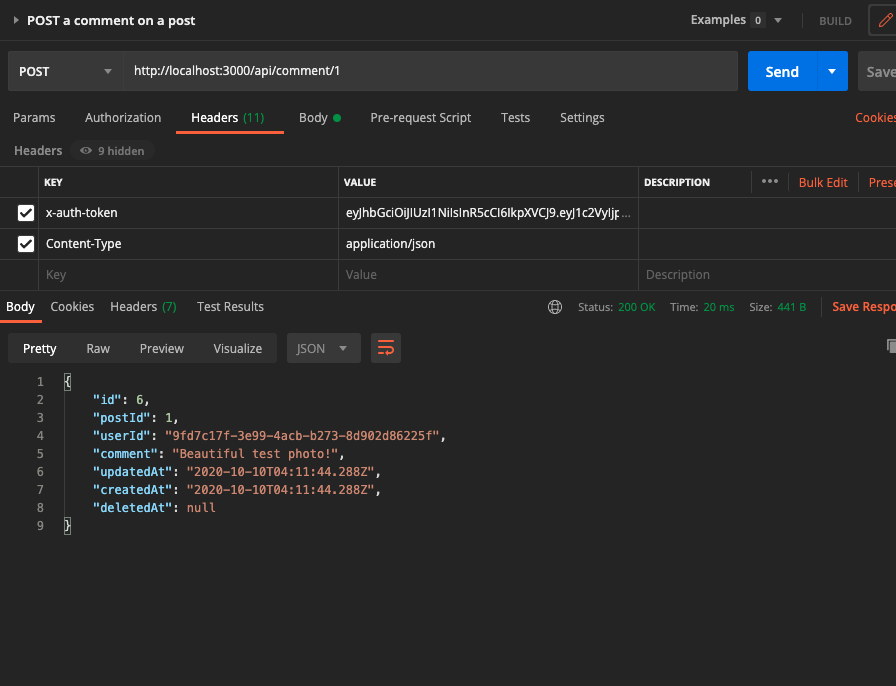 POST a comment on a post Examples 0 BUILD
POST http://localhost:3000/api/comment/1 Send Save
Params Authorization Headers (11) Body Pre-request Script Tests Settings Cookies
Headers 9 hidden
KEY VALUE DESCRIPTION ••• Bulk Edit Prese
x-auth-token eyJhbGciOiJIUzI1NiIsInR5cCI6IkpXVCJ9.eyJ1c2VyIjp...
Content-Type application/json
Key Value Description
Body Cookies Headers (7) Test Results Status: 200 OK Time: 20 ms Size: 441 B Save Respo
Pretty Raw Preview Visualize JSON
1 {
2 "id": 6,
3 "postId": 1,
4 "userId": "9fd7c17f-3e99-4acb-b273-8d902d86225f",
5 "comment": "Beautiful test photo!",
6 "updatedAt": "2020-10-10T04:11:44.288Z",
7 "createdAt": "2020-10-10T04:11:44.288Z",
8 "deletedAt": null
9 }